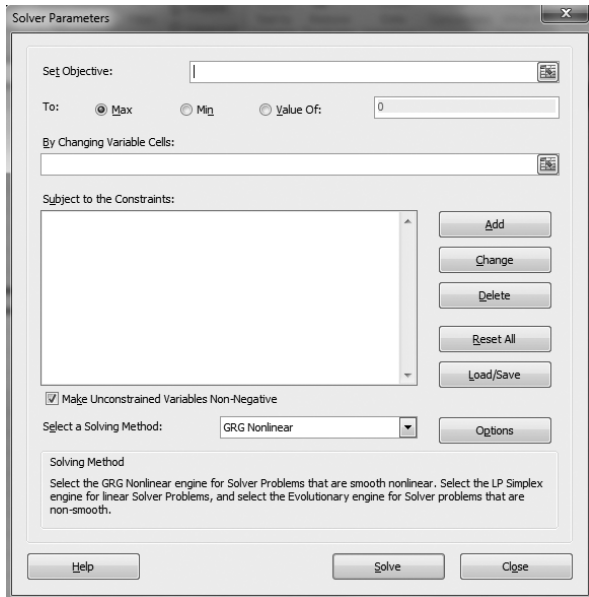 Solver Parameters
x
Set Objective:
To: Max Min Value Of: 0
By Changing Variable Cells:
Subject to the Constraints:
Add
Change
Delete
Reset All
Load/Save
Make Unconstrained Variables Non-Negative
Select a Solving Method: GRG Nonlinear Options
Solving Method
Select the GRG Nonlinear engine for Solver Problems that are smooth nonlinear. Select the LP Simplex
engine for linear Solver Problems, and select the Evolutionary engine for Solver problems that are
non-smooth.
Help Solve Close